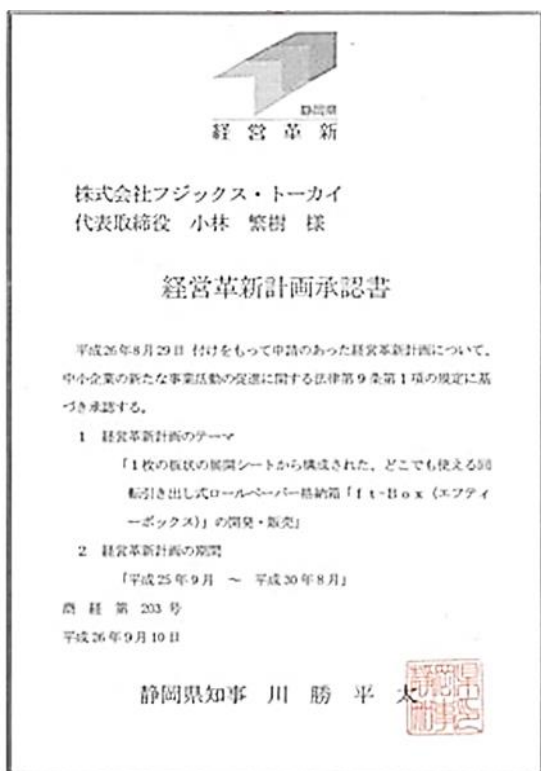 静岡県
経営革新
株式会社フジックス・トーカイ
代表取締役 小林 繁樹 様
経営革新計画承認書
平成26年8月29日 付けをもって申請のあった経営革新計画について、
中小企業の新たな事業活動の促進に関する法律第9条第1項の規定に基
づき承認する。
1 経営革新計画のテーマ
「1枚の板状の展開シートから構成された、どこでも使える回
転引き出し式ロールペーパー格納箱「ft-Box(エフティ
ーボックス)」の開発・販売」
2 経営革新計画の期間
「平成25年9月 ~ 平成30年8月」
商経第 203 号
平成26年9月10日
静岡県知事 川勝平太
静岡県知事之印